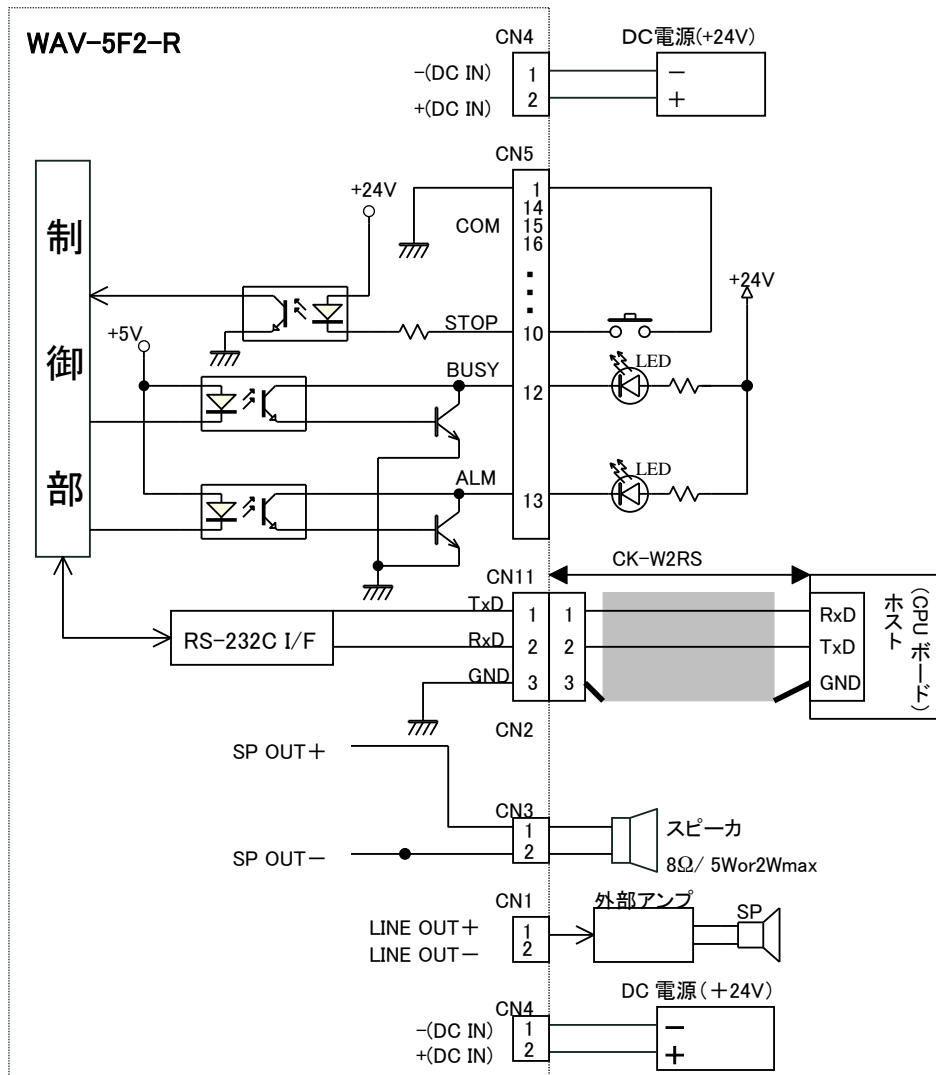 WAV-5F2-R
CN4
DC電源(+24V)
-(DC IN)
1
－
+(DC IN)
2
＋
CN5
+24V
1
14
COM
15
16
+24V
制御部
STOP
10
+5V
BUSY
LED
12
ALM
LED
13
CN11
CK-W2RS
TxD
1
1
RxD
RS-232C I/F
RxD
2
2
TxD
GND
3
3
GND
ホスト
(CPU ボード)
CN2
SP OUT＋
CN3
1
スピーカ
SP OUT－
2
8Ω/ 5Wor2Wmax
CN1
外部アンプ
SP
LINE OUT＋
1
LINE OUT－
2
DC 電源(＋24V)
CN4
-(DC IN)
1
－
+(DC IN)
2
＋